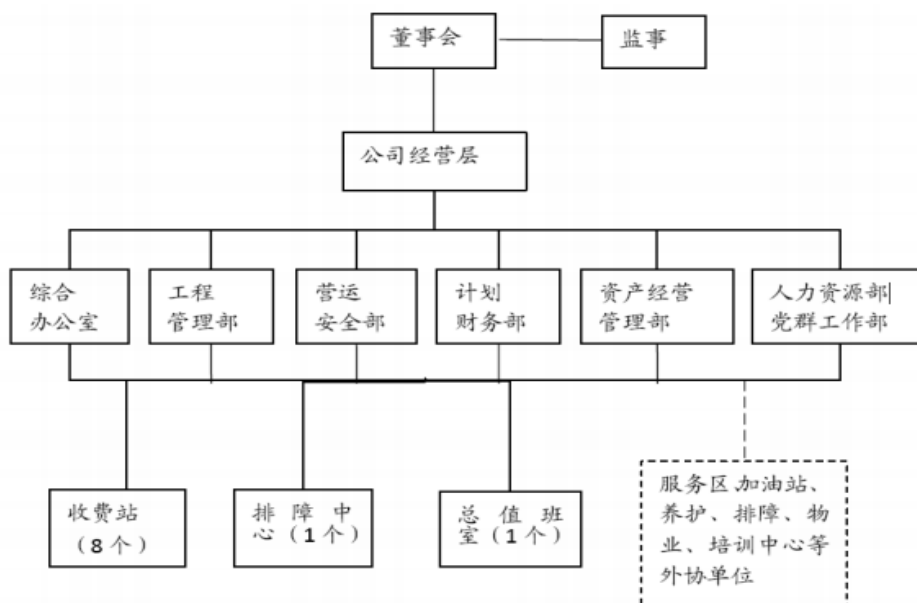 董事会
监事
公司经营层
综合
办公室
工程
管理部
营运
安全部
计划
财务部
资产经营
管理部
人力资源部
党群工作部
收费站
（8个）
排障中
心（1个）
总值班
室（1个）
服务区加油站、
养护、排障、物
业、培训中心等
外协单位